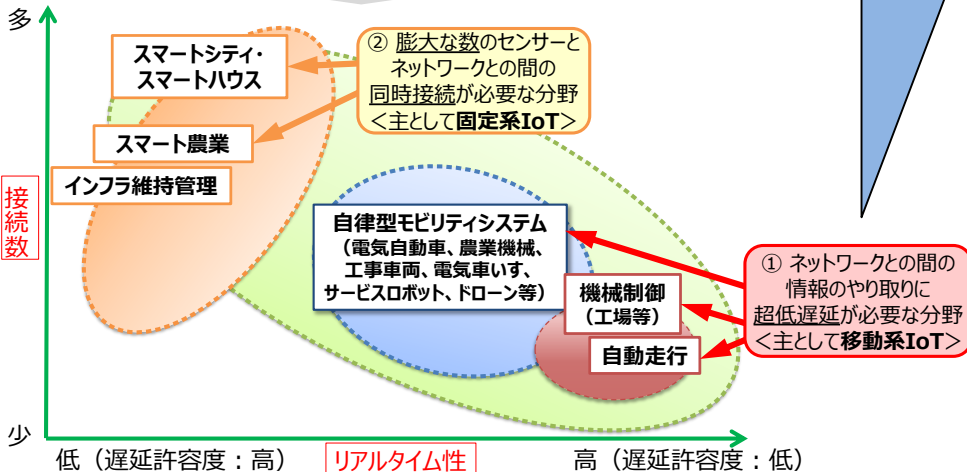 多
スマートシティ・
スマートハウス
② 膨大な数のセンサーと
ネットワークとの間の
同時接続が必要な分野
＜主として固定系IoT＞
スマート農業
インフラ維持管理
接続数
自律型モビリティシステム
（電気自動車、農業機械、
工事車両、電気車いす、
サービスロボット、ドローン等）
機械制御
（工場等）
自動走行
① ネットワークとの間の
情報のやり取りに
超低遅延が必要な分野
＜主として移動系IoT＞
少
低（遅延許容度：高）
リアルタイム性
高（遅延許容度：低）